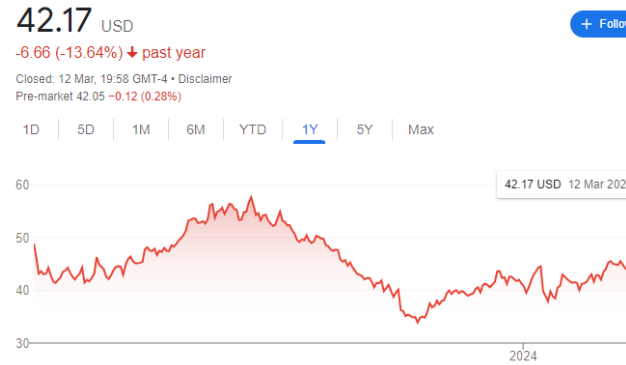 42.17 USD
+ Follo
-6.66 (-13.64%) ↓ past year
Closed: 12 Mar, 19:58 GMT-4 • Disclaimer
Pre-market 42.05 −0.12 (0.28%)
1D 5D 1M 6M YTD 1Y 5Y Max
42.17 USD 12 Mar 202
60
50
40
30
2024